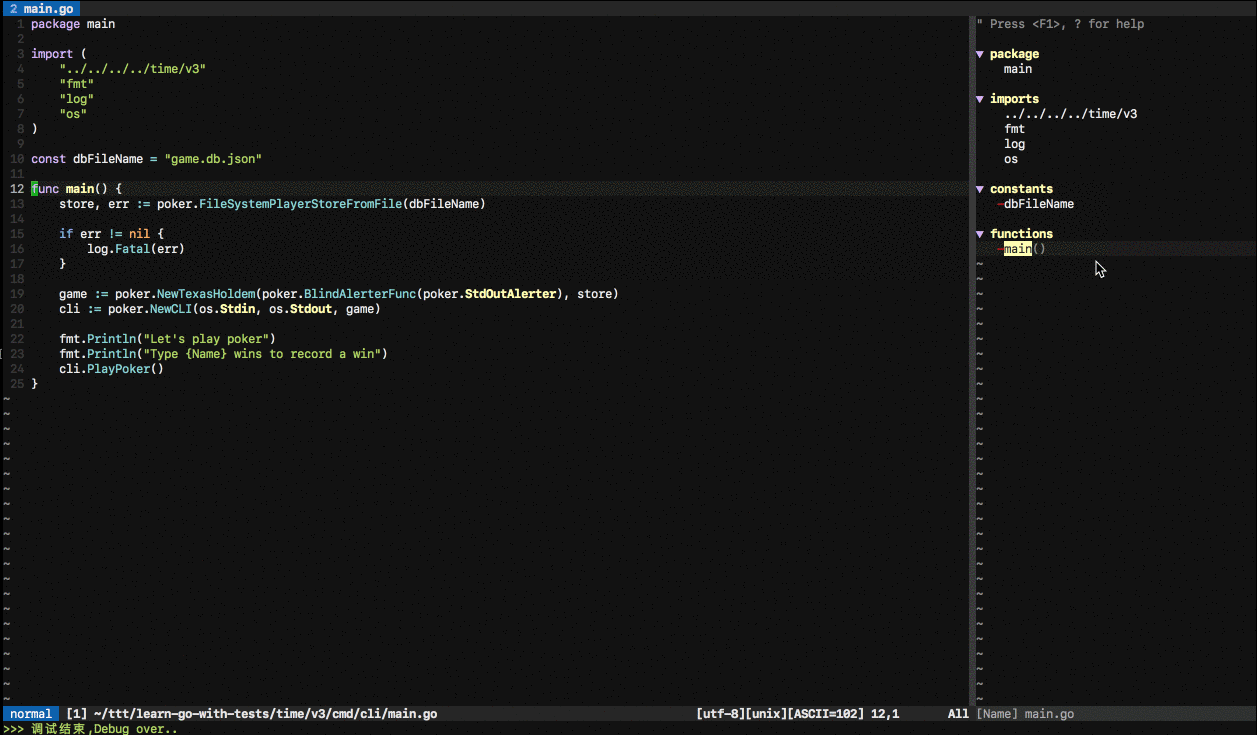 2 main.go
1 package main
2
3 import (
4     "../../../../time/v3"
5     "fmt"
6     "log"
7     "os"
8 )
9
10 const dbFileName = "game.db.json"
11
12 func main() {
13     store, err := poker.FileSystemPlayerStoreFromFile(dbFileName)
14
15     if err != nil {
16         log.Fatal(err)
17     }
18
19     game := poker.NewTexasHoldem(poker.BlindAlerterFunc(poker.StdOutAlerter), store)
20     cli := poker.NewCLI(os.Stdin, os.Stdout, game)
21
22     fmt.Println("Let's play poker")
23     fmt.Println("Type {Name} wins to record a win")
24     cli.PlayPoker()
25 }
" Press <F1>, ? for help
▼ package
main
▼ imports
../../../../time/v3
fmt
log
os
▼ constants
-dbFileName
▼ functions
-main()
normal [1] ~/ttt/learn-go-with-tests/time/v3/cmd/cli/main.go [utf-8][unix][ASCII=102] 12,1 All [Name] main.go
>>> 调试结束,Debug over..